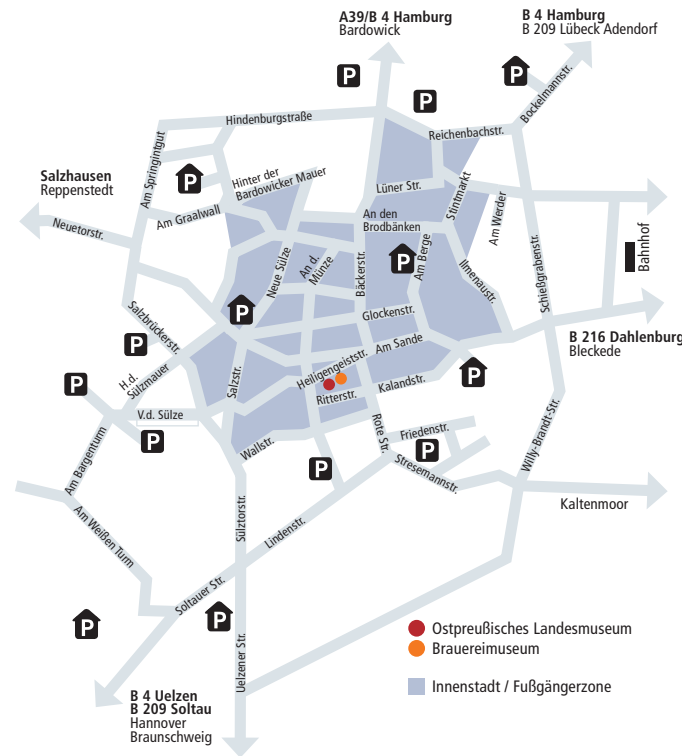 A39/B 4 Hamburg
Bardowick
B 4 Hamburg
B 209 Lübeck Adendorf
P
P
P
Bockelmannstr.
Hindenburgstraße
Reichenbachstr.
Am Springintgut
Salzhausen
Reppenstedt
P
Hinter der
Bardowicker Mauer
Lüner Str.
Stintmarkt
Am Werder
Neuetorstr.
Am Graalwall
An den
Brodbänken
Neue Sülze
An d.
Münze
Bäckerstr.
P
Am Berge
Ilmenaustr.
Schießgrabenstr.
Bahnhof
Salzbrückerstr.
P
Glockenstr.
P
Am Sande
B 216 Dahlenburg
Bleckede
H.d.
Sülzmauer
P
Salzstr.
Heiligengeiststr.
Ritterstr.
Kalandstr.
P
V.d. Sülze
P
Wallstr.
Rote Str.
Friedenstr.
P
Stresemannstr.
Willy-Brandt-Str.
Am Bargenturm
P
Kaltenmoor
Am Weißen Turm
Sülztorstr.
Lindenstr.
Soltauer Str.
P
P
Uelzener Str.
Ostpreußisches Landesmuseum
Brauereimuseum
Innenstadt / Fußgängerzone
B 4 Uelzen
B 209 Soltau
Hannover
Braunschweig